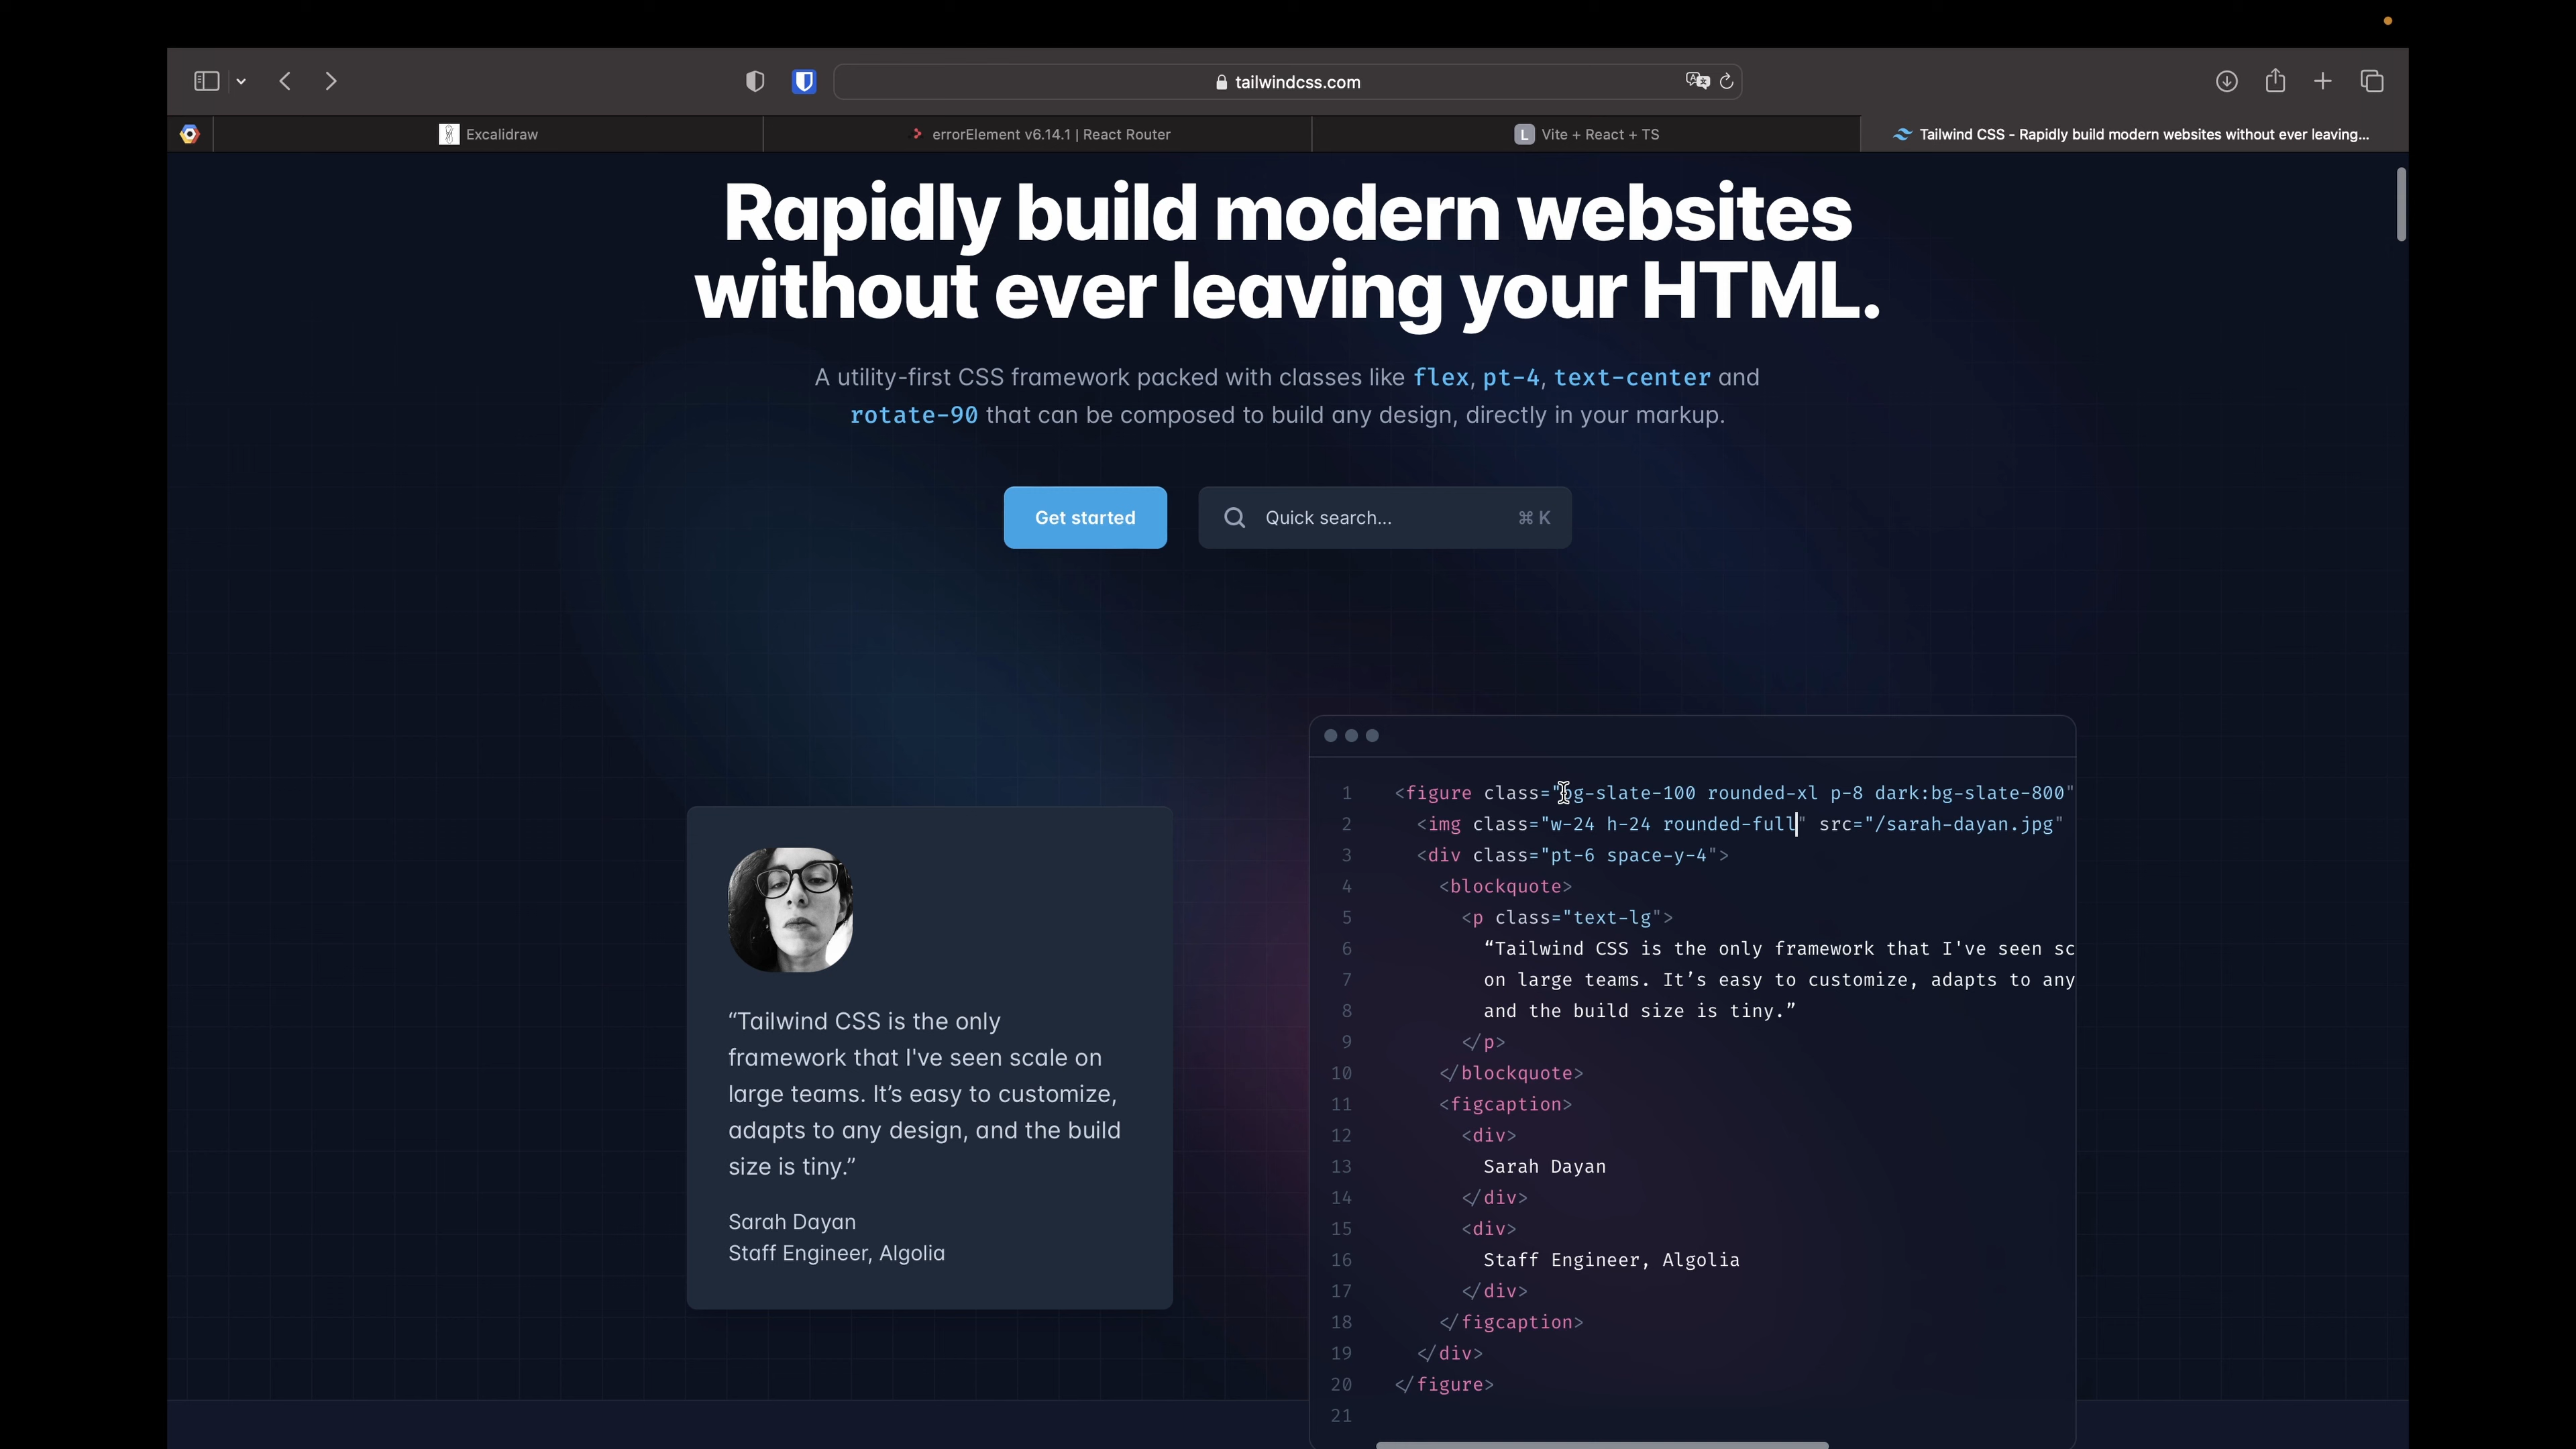 tailwindcss.com
Excalidraw
errorElement v6.14.1 | React Router
L Vite + React + TS
Tailwind CSS - Rapidly build modern websites without ever leaving...
Rapidly build modern websites
without ever leaving your HTML.
A utility-first CSS framework packed with classes like flex, pt-4, text-center and
rotate-90 that can be composed to build any design, directly in your markup.
Get started
Quick search...
⌘ K
“Tailwind CSS is the only
framework that I've seen scale on
large teams. It’s easy to customize,
adapts to any design, and the build
size is tiny.”
Sarah Dayan
Staff Engineer, Algolia
1 <figure class="bg-slate-100 rounded-xl p-8 dark:bg-slate-800"
2 <img class="w-24 h-24 rounded-full" src="/sarah-dayan.jpg"
3 <div class="pt-6 space-y-4">
4 <blockquote>
5 <p class="text-lg">
6 “Tailwind CSS is the only framework that I've seen sc
7 on large teams. It’s easy to customize, adapts to any
8 and the build size is tiny.”
9 </p>
10 </blockquote>
11 <figcaption>
12 <div>
13 Sarah Dayan
14 </div>
15 <div>
16 Staff Engineer, Algolia
17 </div>
18 </figcaption>
19 </div>
20 </figure>
21